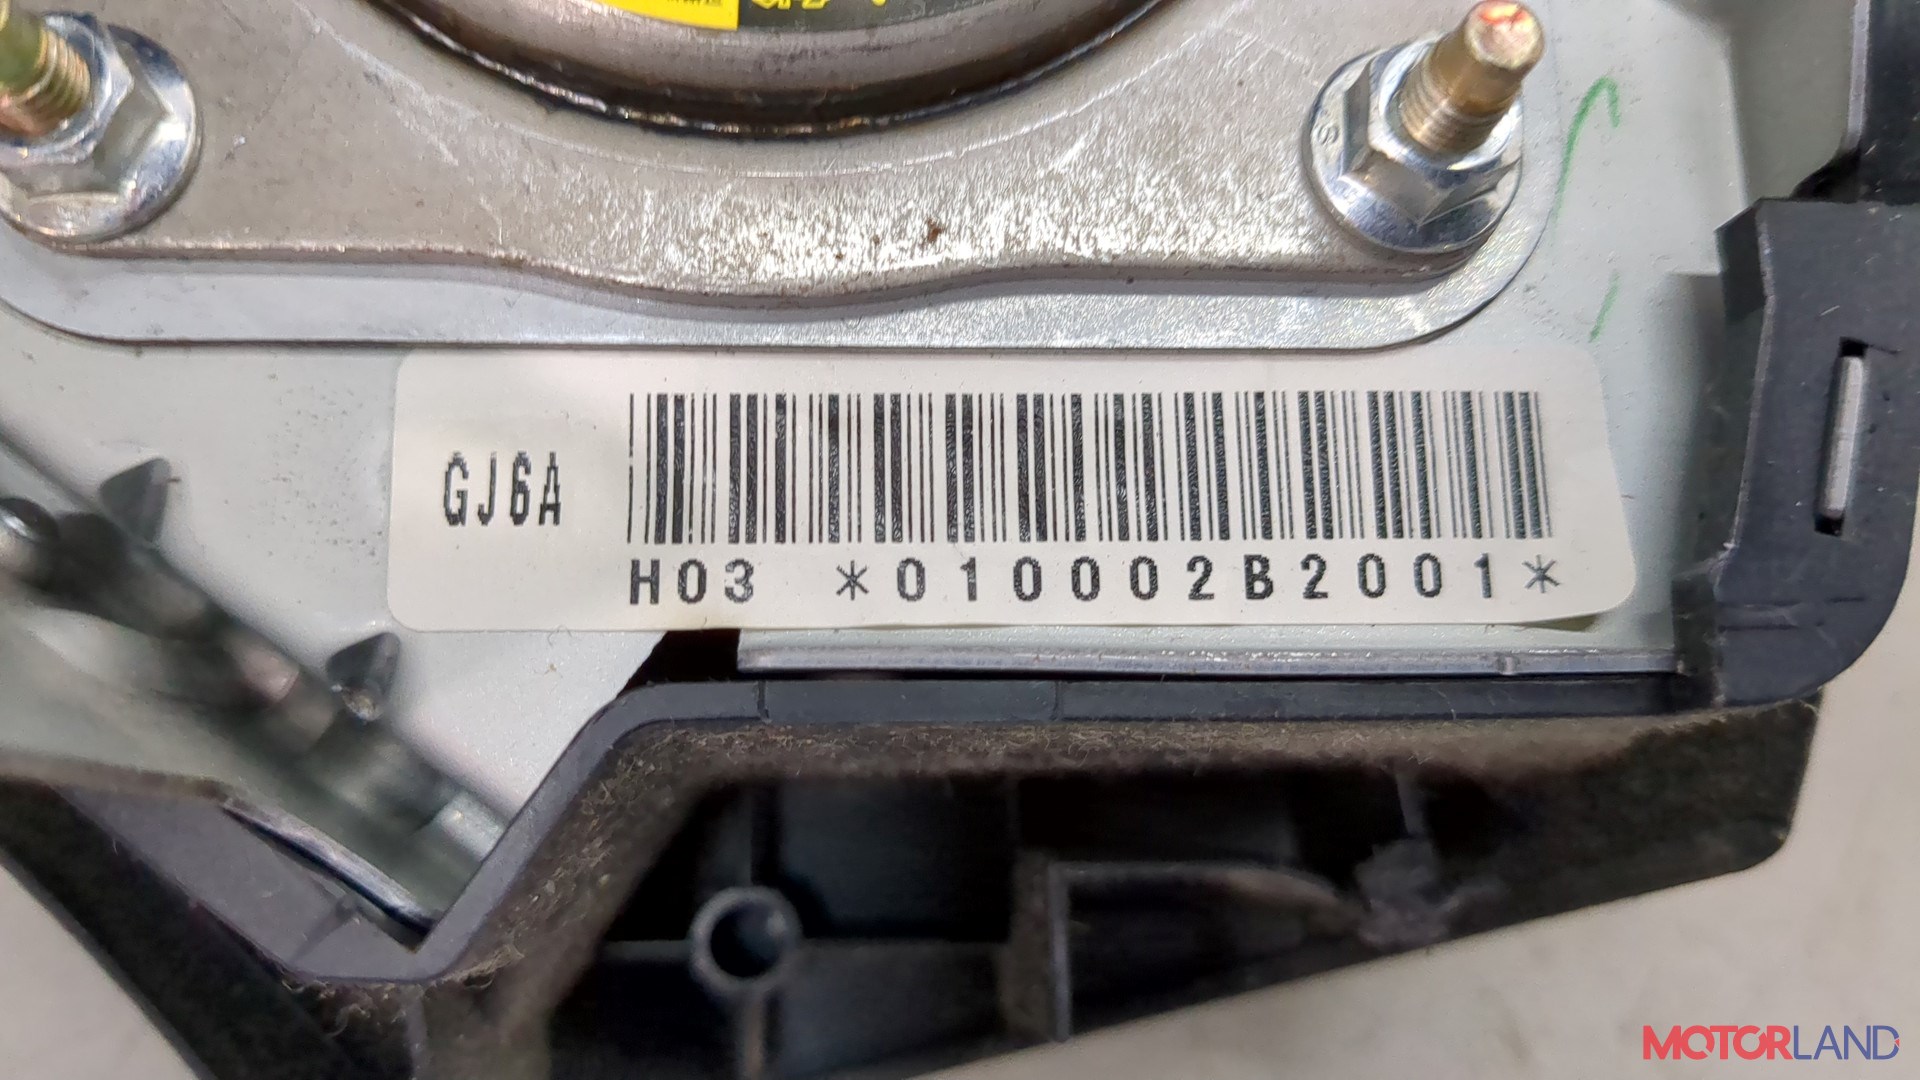 GJ6A
H03 *010002B2001*
S
MOTORLAND